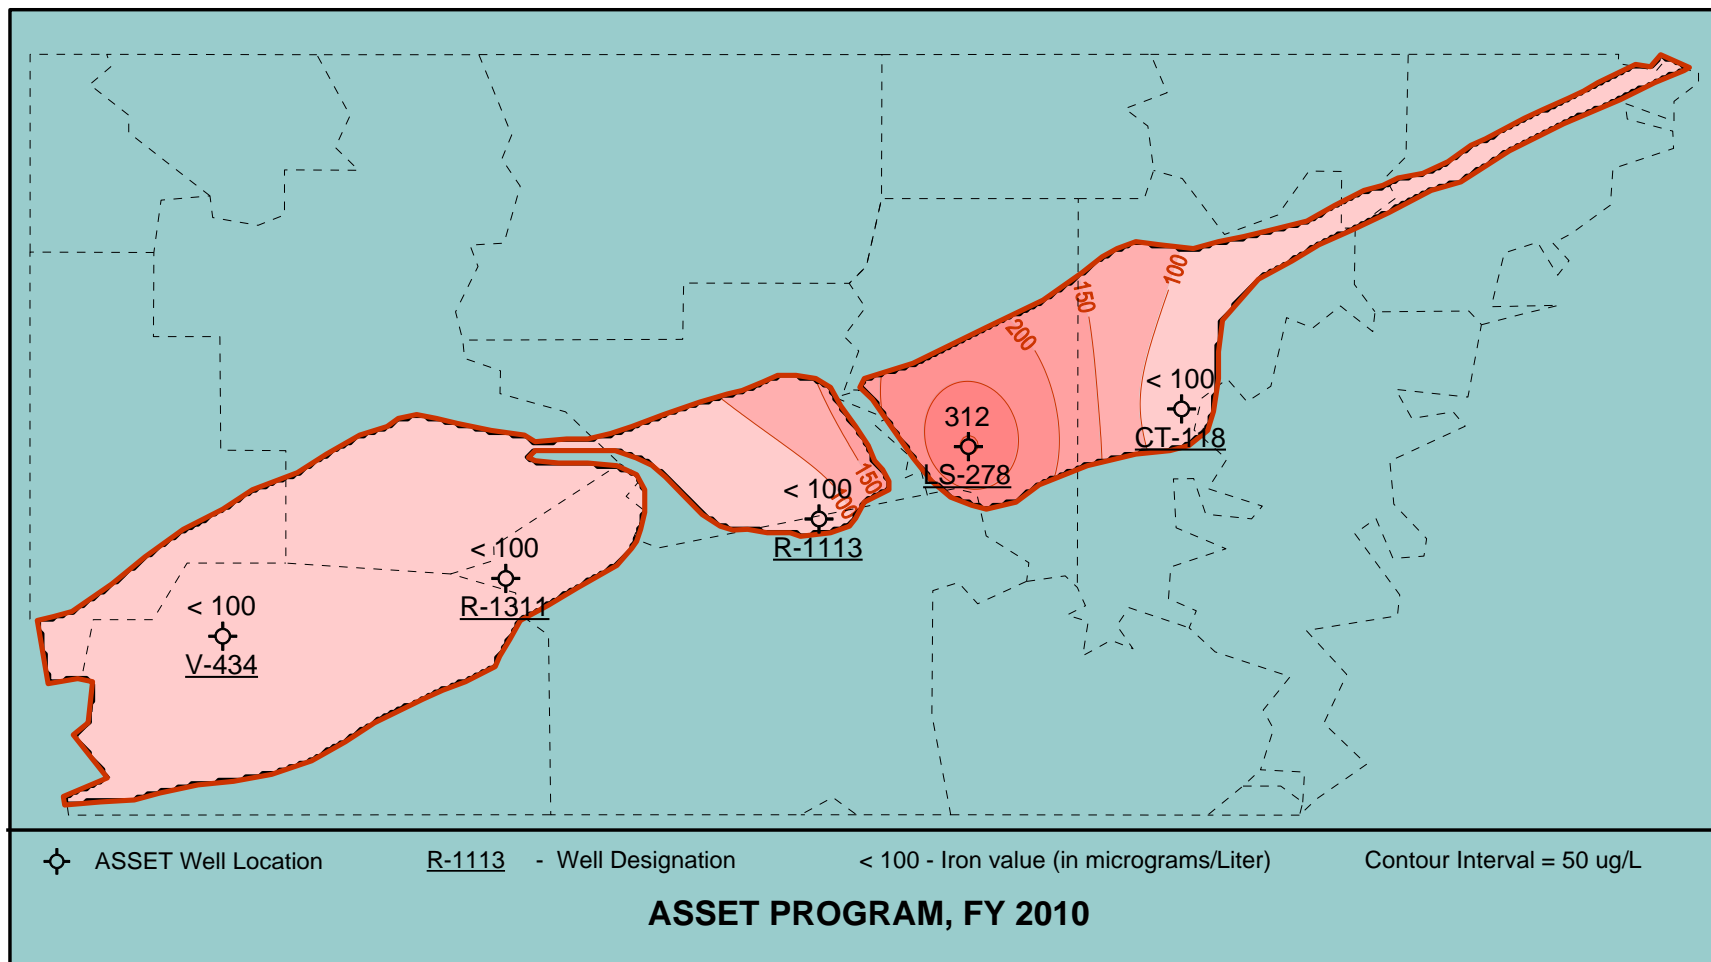 100
150
200
< 100
CT-118
312
LS-278
150
100
< 100
R-1113
< 100
R-1311
< 100
V-434
ASSET Well Location
R-1113 - Well Designation
< 100 - Iron value (in micrograms/Liter)
Contour Interval = 50 ug/L
ASSET PROGRAM, FY 2010